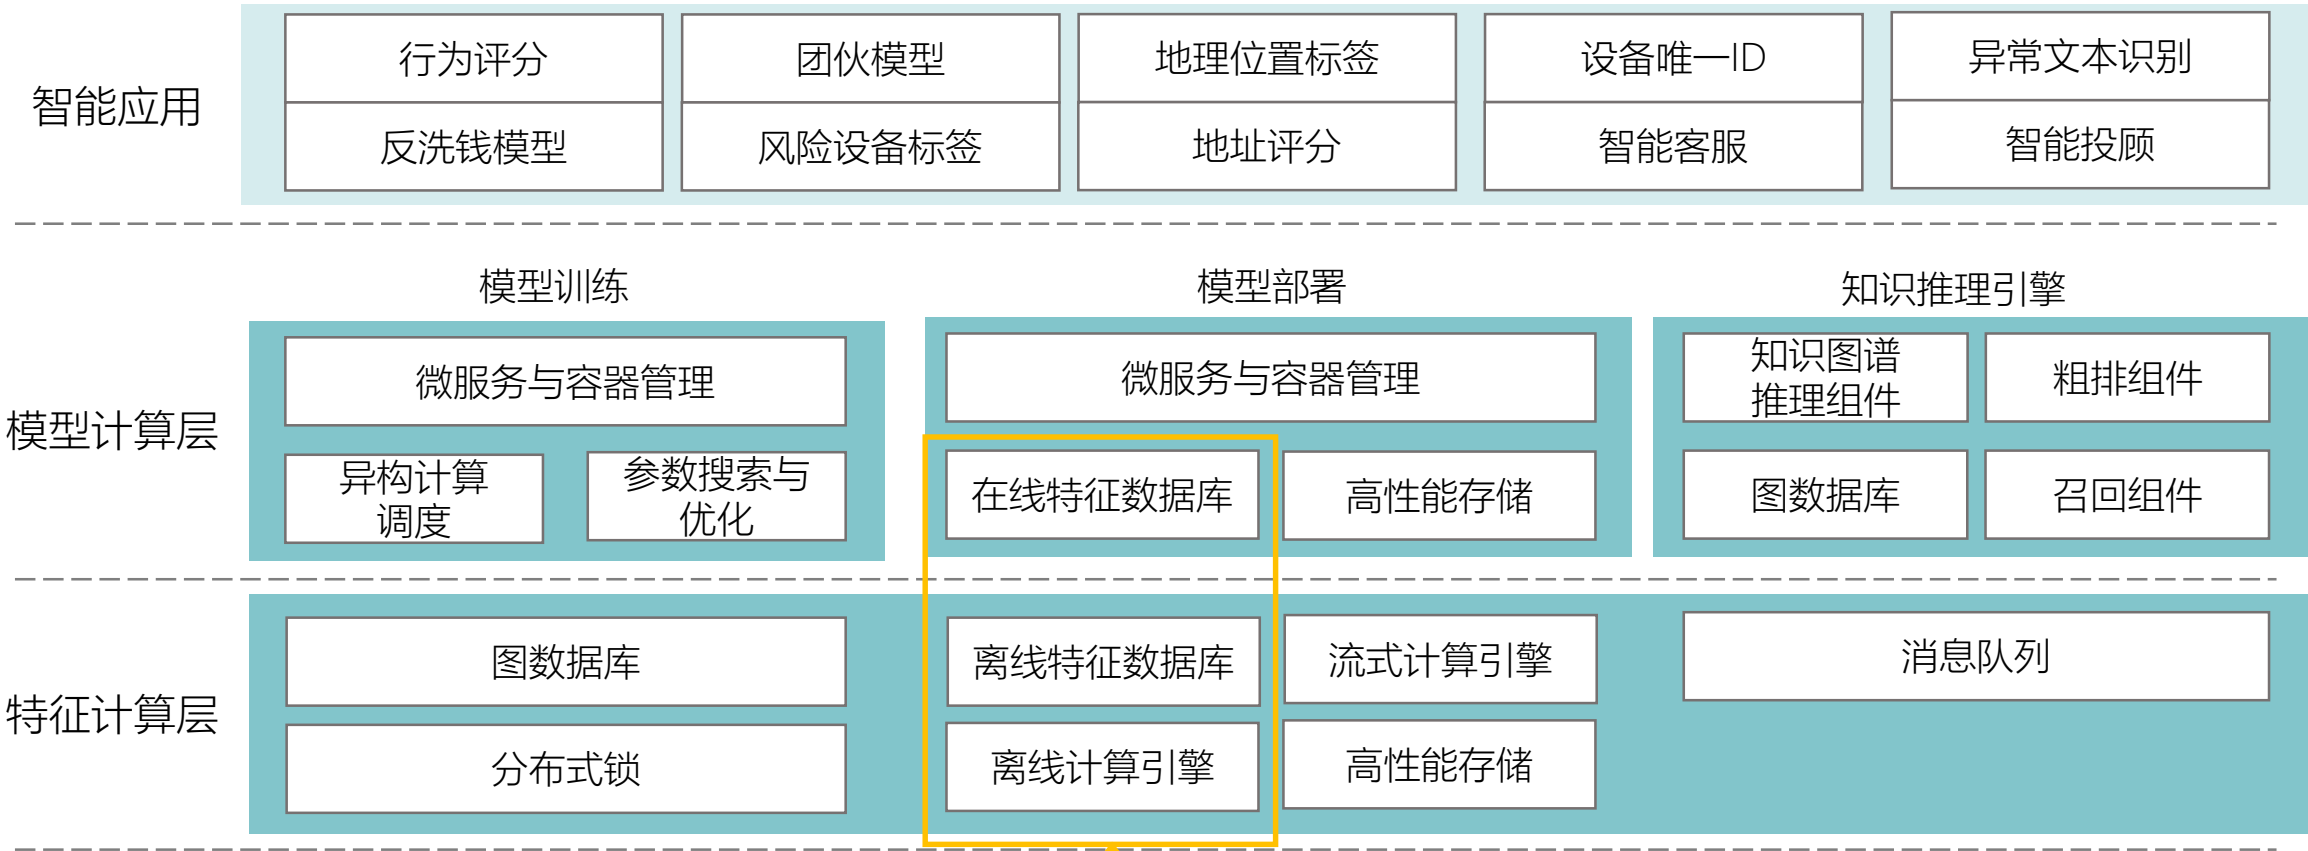 智能应用
行为评分
团伙模型
地理位置标签
设备唯一ID
异常文本识别
反洗钱模型
风险设备标签
地址评分
智能客服
智能投顾
模型计算层
模型训练
模型部署
知识推理引擎
微服务与容器管理
异构计算
调度
参数搜索与
优化
微服务与容器管理
在线特征数据库
高性能存储
知识图谱
推理组件
粗排组件
图数据库
召回组件
特征计算层
图数据库
离线特征数据库
流式计算引擎
消息队列
分布式锁
离线计算引擎
高性能存储